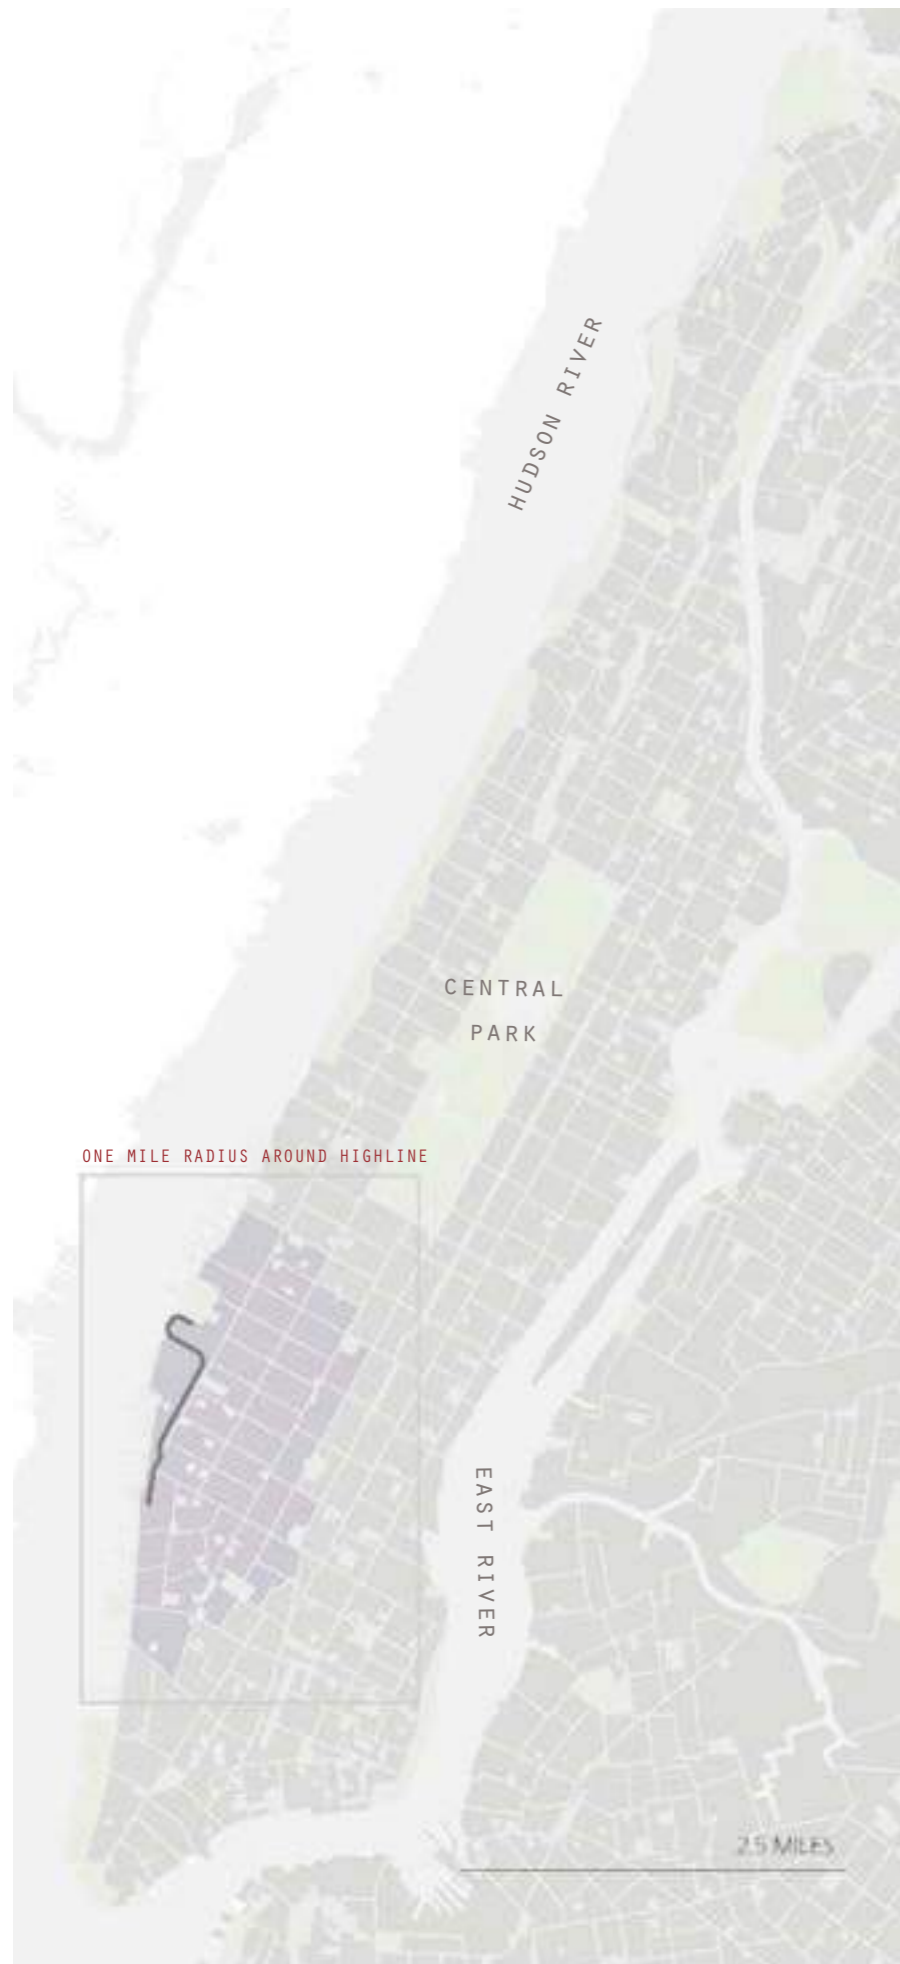 HUDSON RIVER
CENTRAL
PARK
ONE MILE RADIUS AROUND HIGHLINE
EAST RIVER
2.5 MILES